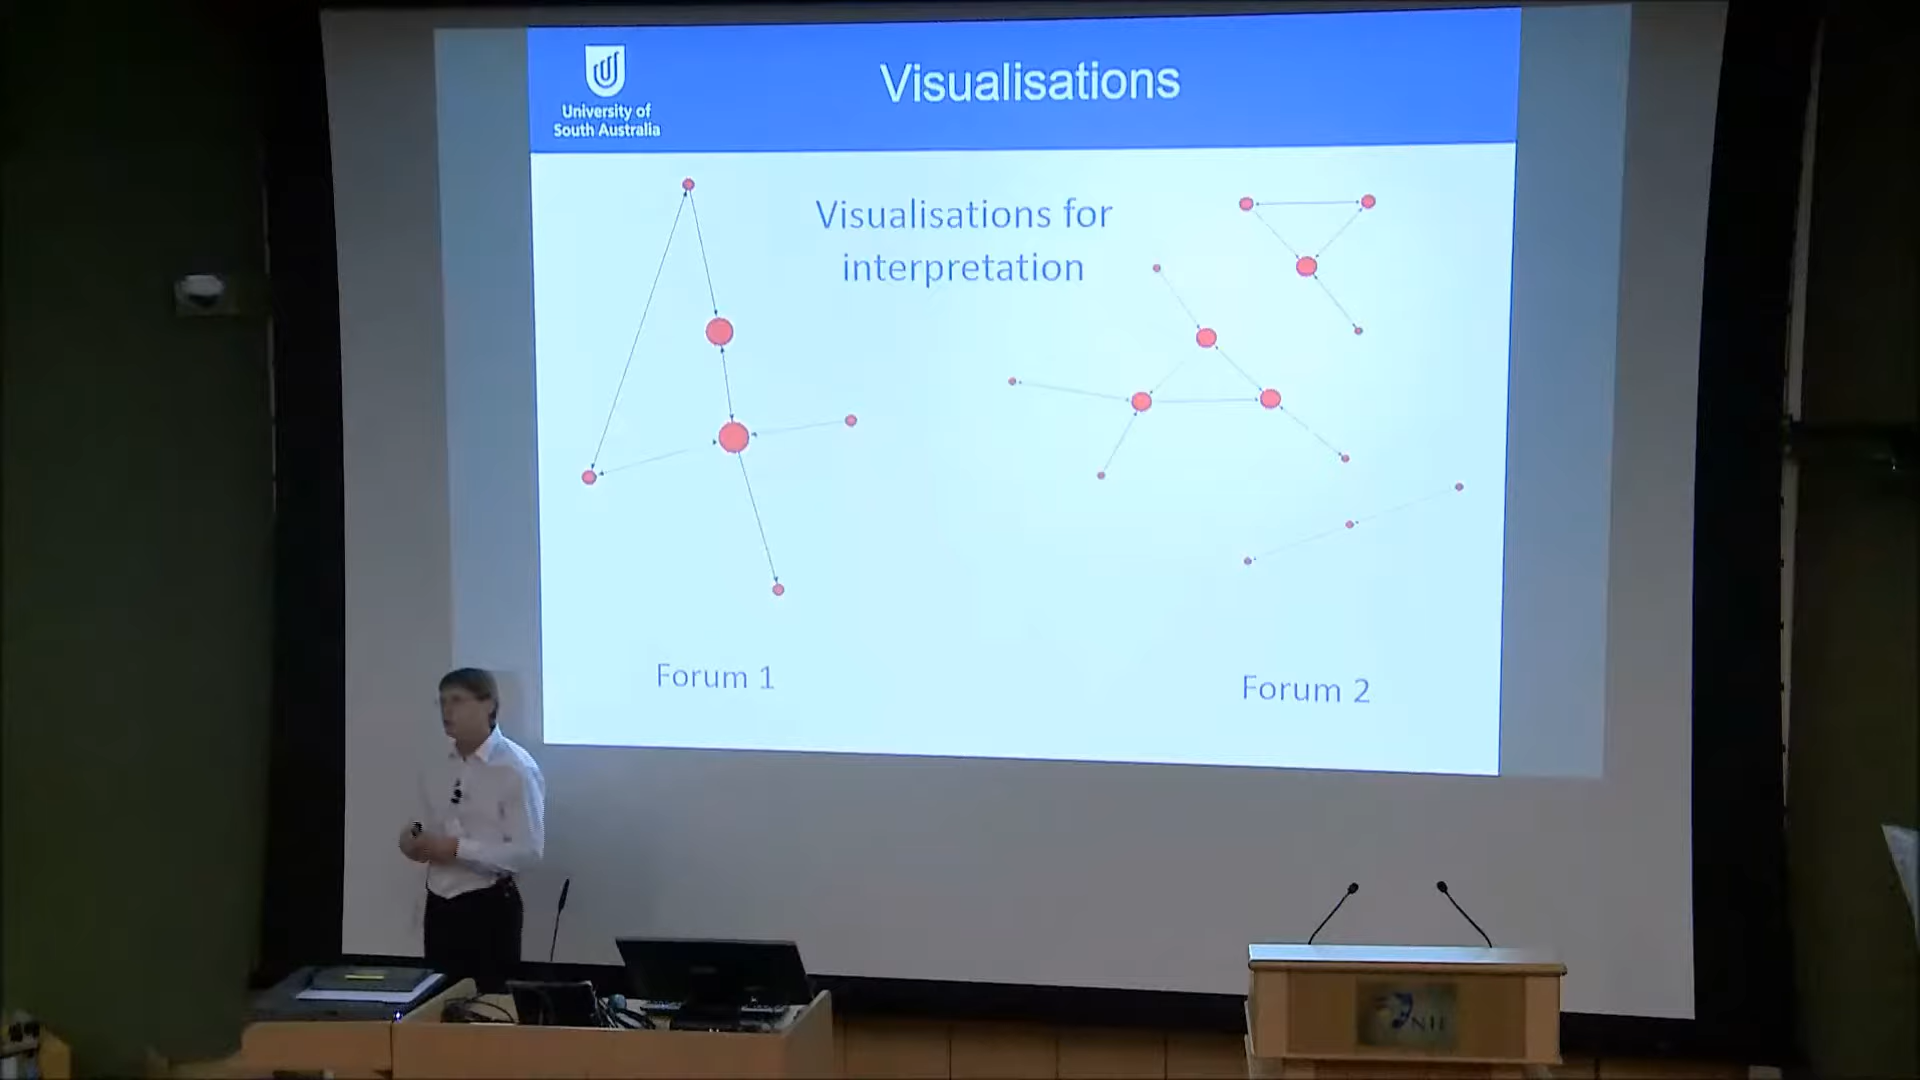 University of
South Australia
Visualisations
Visualisations for
interpretation
Forum 1
Forum 2